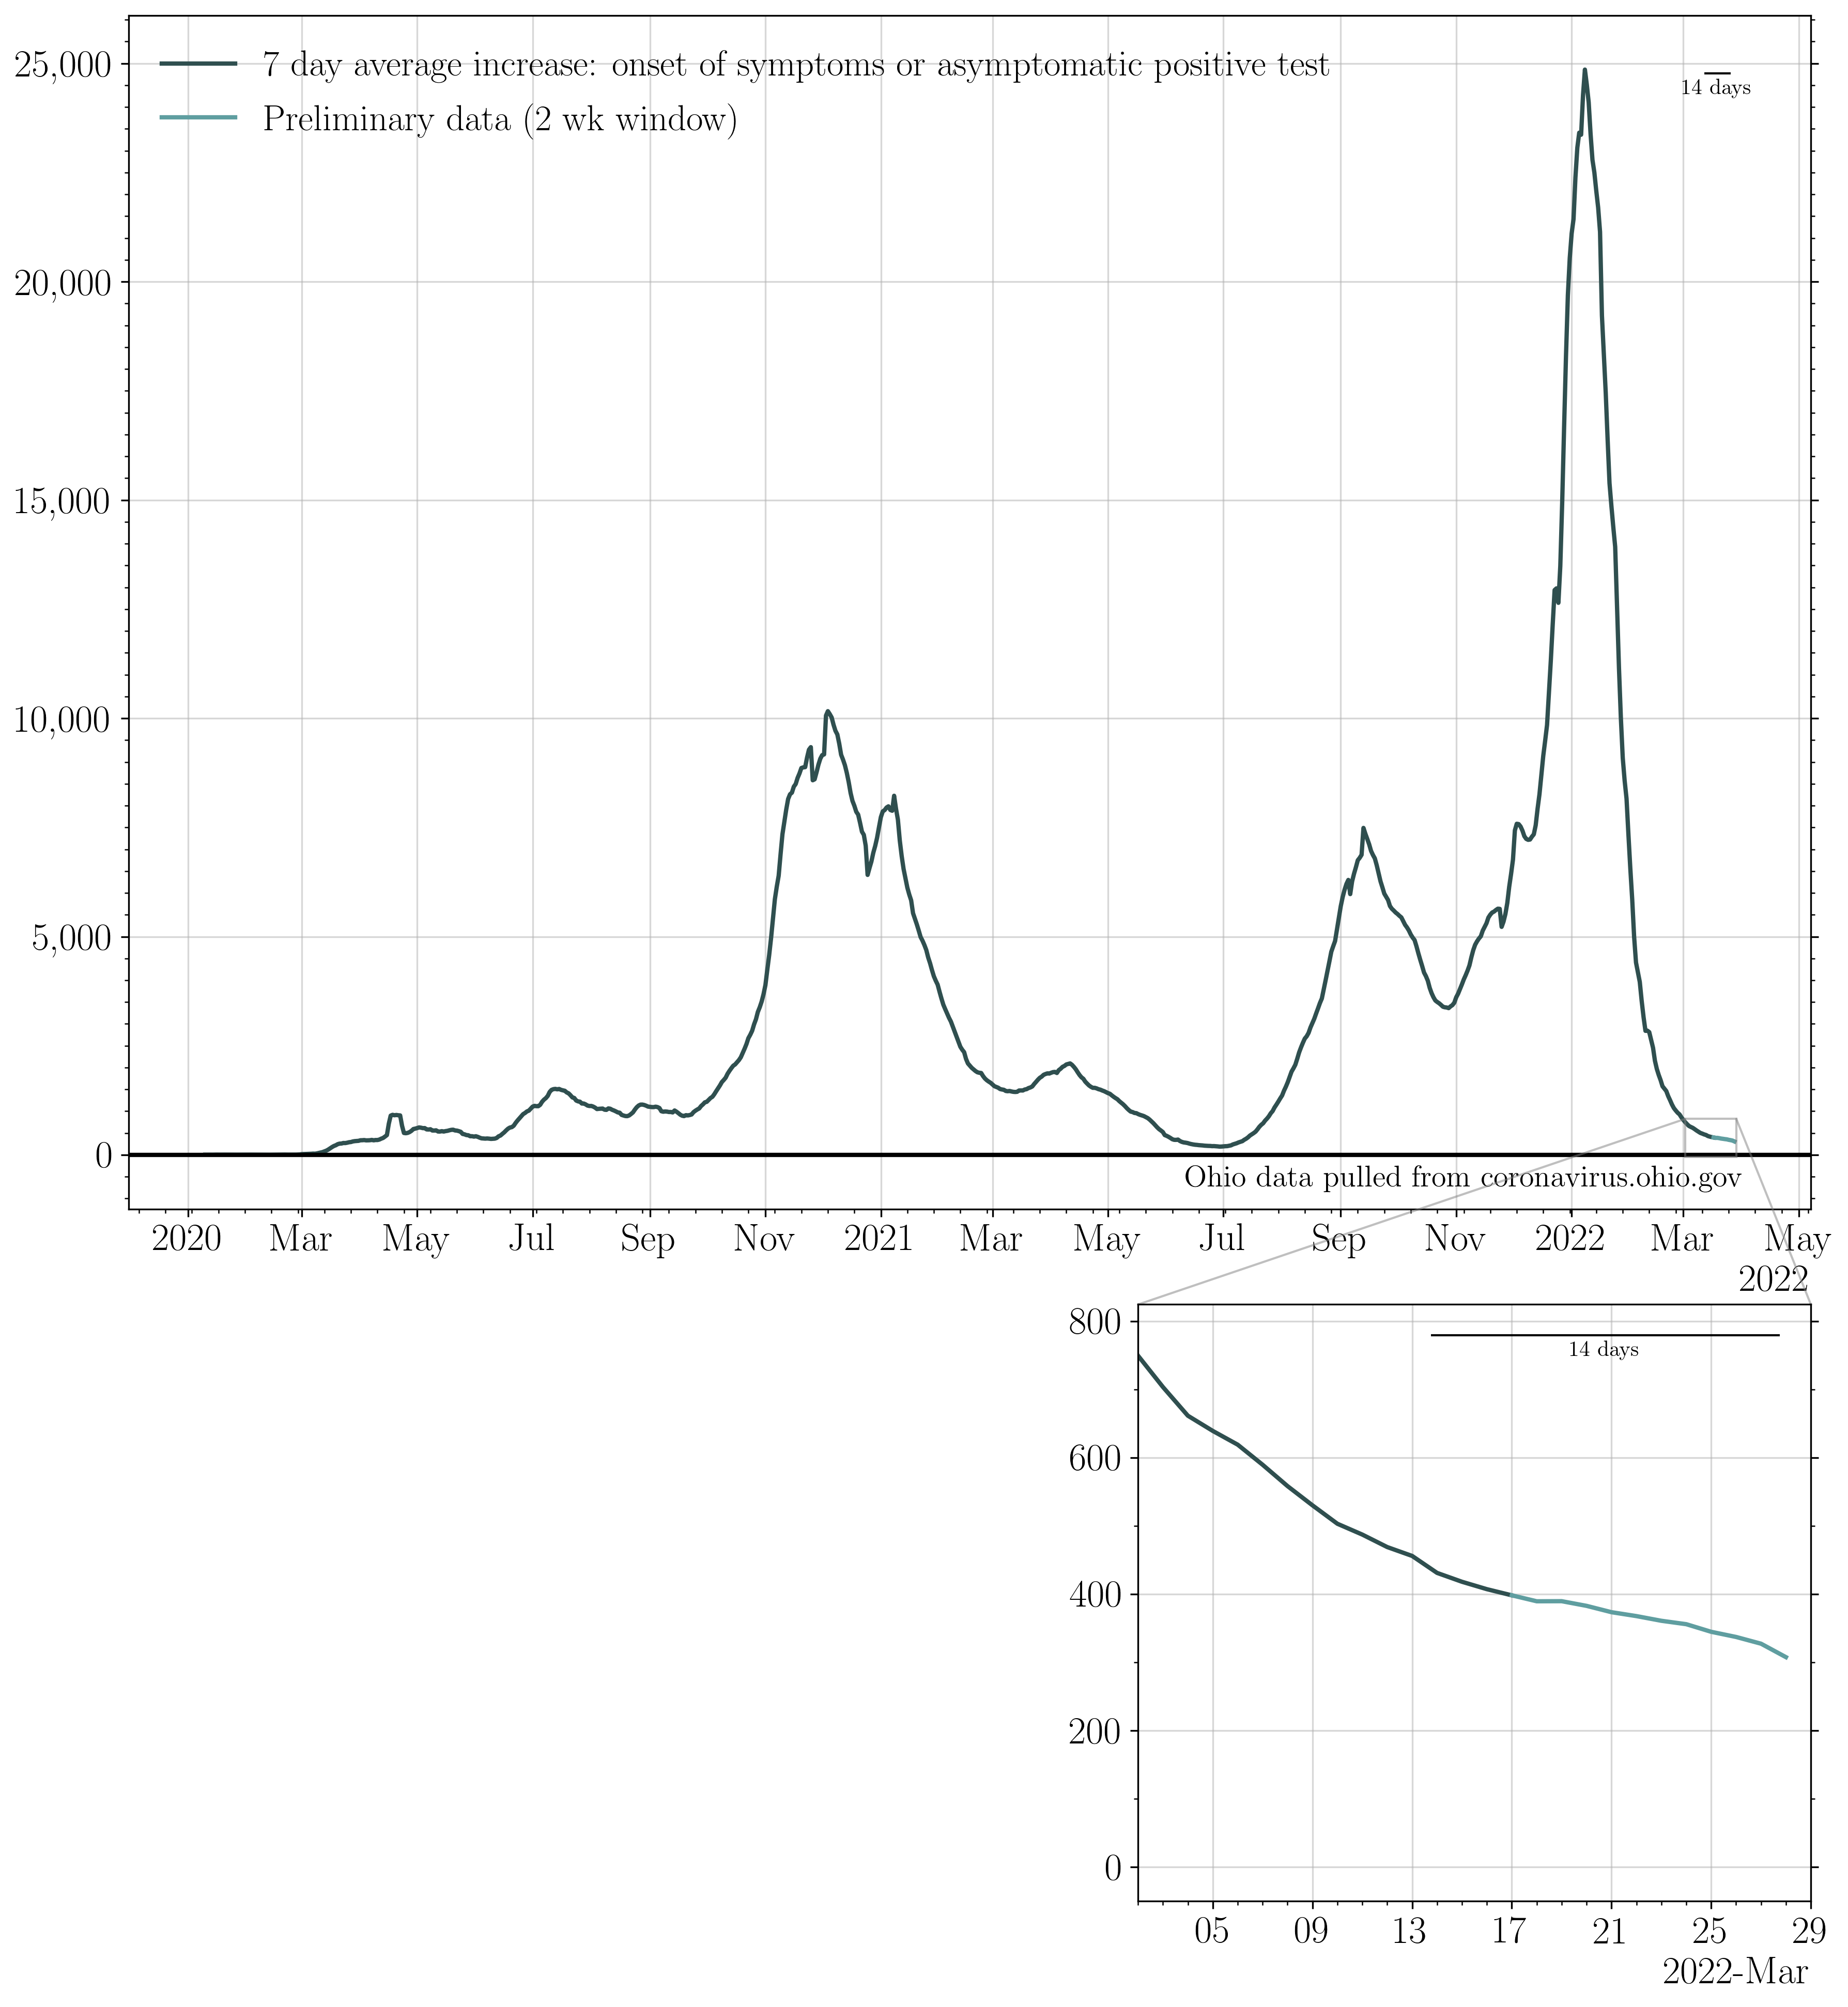 25,000
7 day average increase: onset of symptoms or asymptomatic positive test
14 days
Preliminary data (2 wk window)
20,000
15,000
10,000
5,000
0
Ohio data pulled from coronavirus.ohio.gov
2020 Mar May Jul Sep Nov 2021 Mar May Jul Sep Nov 2022 Mar May
2022
800
14 days
600
400
200
0
05 09 13 17 21 25 29
2022-Mar